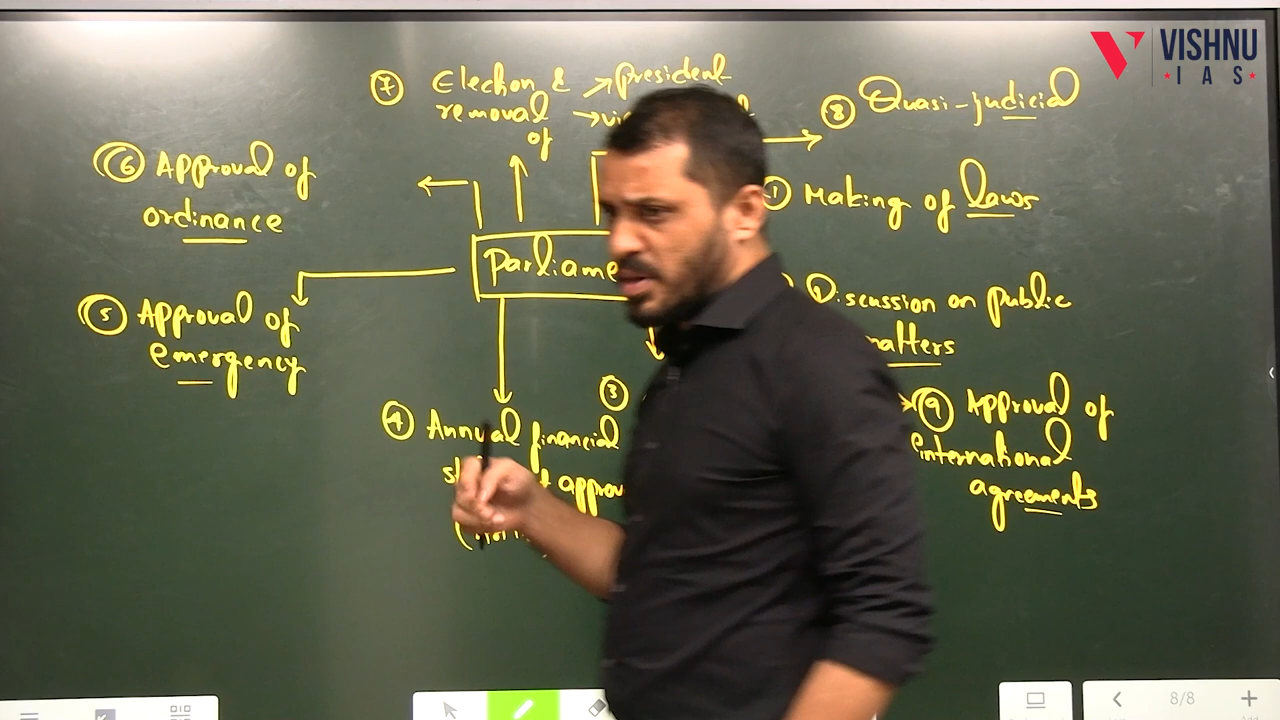 VISHNU
IAS
7 Election & → President
removal →
of
8 Quasi-judicial
6 Approval of
ordinance
1 Making of laws
Parliame
5 Approval of
emergency
Discussion on public
matters
3
4 Annual financial
approv
9 Approval of
international
agreements
8/8